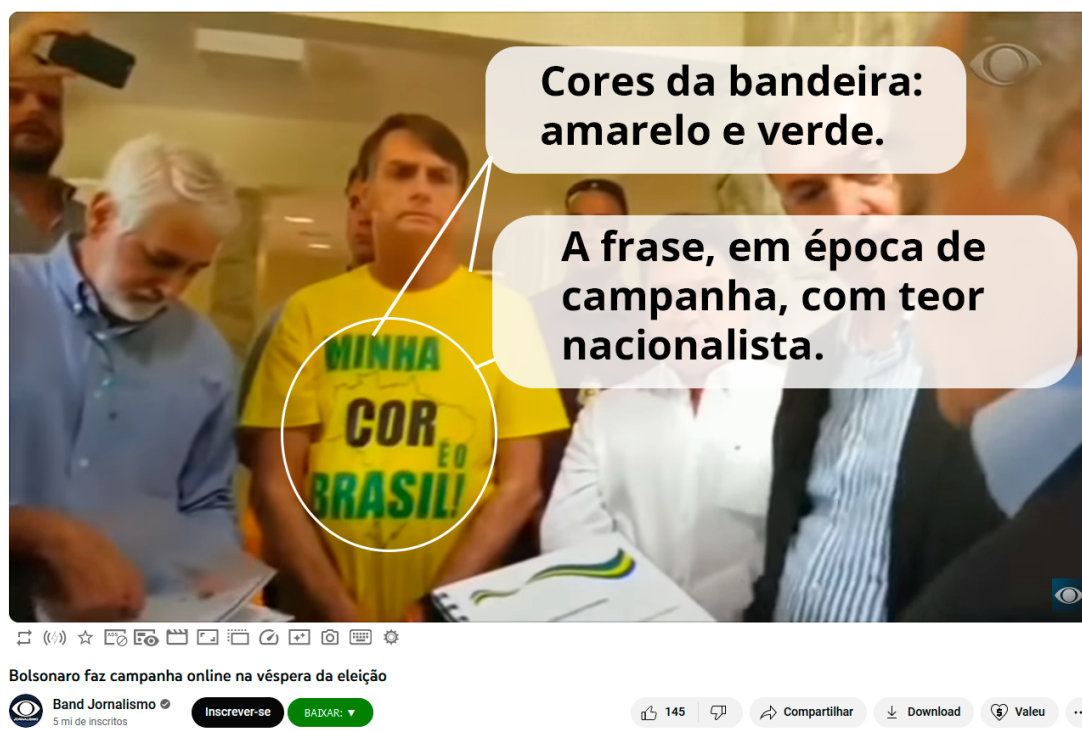 Cores da bandeira:
amarelo e verde.
A frase, em época de
campanha, com teor
nacionalista.
MINHA
COR
É O
BRASIL!
Bolsonaro faz campanha online na véspera da eleição
Band Jornalismo
5 mi de inscritos
Inscrever-se
BAIXAR: ▼
145
Compartilhar
Download
Valeu